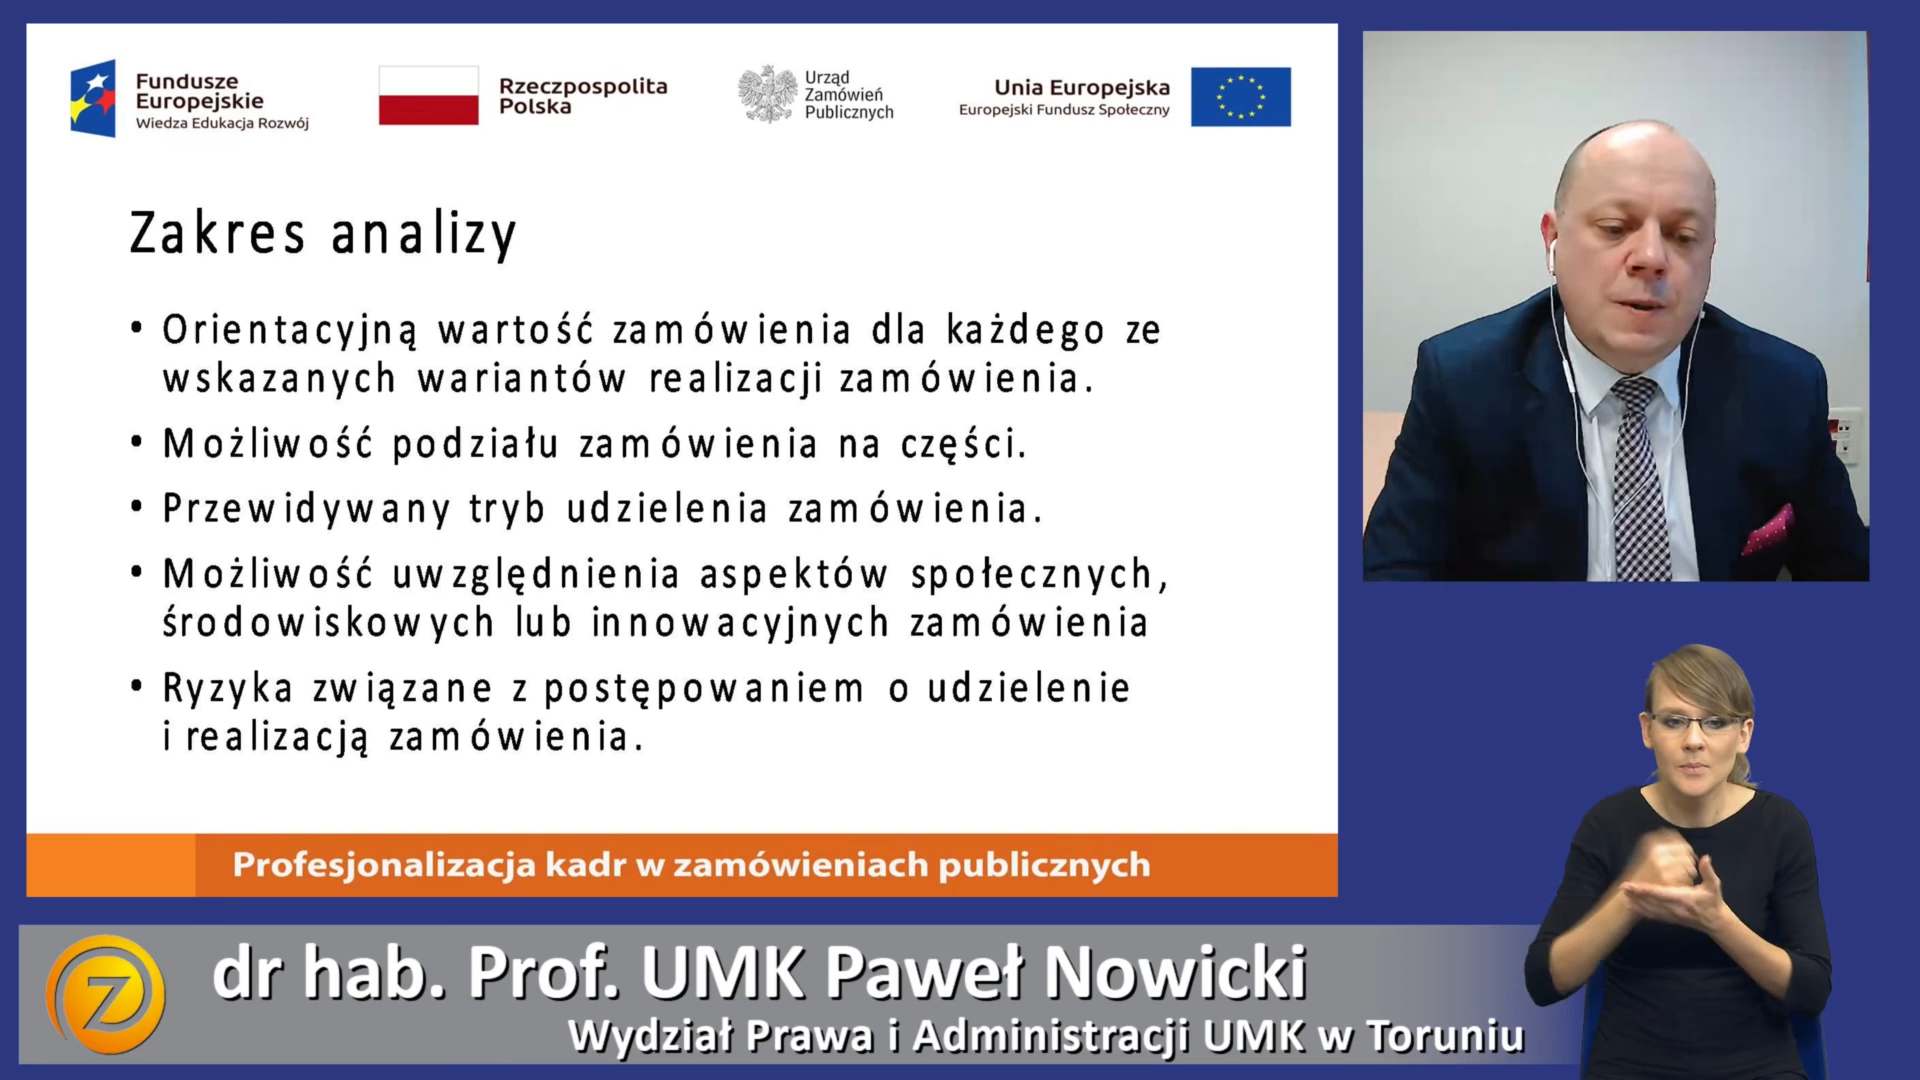 Fundusze
Europejskie
Wiedza Edukacja Rozwój
Rzeczpospolita
Polska
Urząd
Zamówień
Publicznych
Unia Europejska
Europejski Fundusz Społeczny
Zakres analizy
• Orientacyjną wartość zamówienia dla każdego ze
wskazanych wariantów realizacji zamówienia.
• Możliwość podziału zamówienia na części.
• Przewidywany tryb udzielenia zamówienia.
• Możliwość uwzględnienia aspektów społecznych,
środowiskowych lub innowacyjnych zamówienia
• Ryzyka związane z postępowaniem o udzielenie
i realizacją zamówienia.
Profesjonalizacja kadr w zamówieniach publicznych
dr hab. Prof. UMK Paweł Nowicki
Wydział Prawa i Administracji UMK w Toruniu